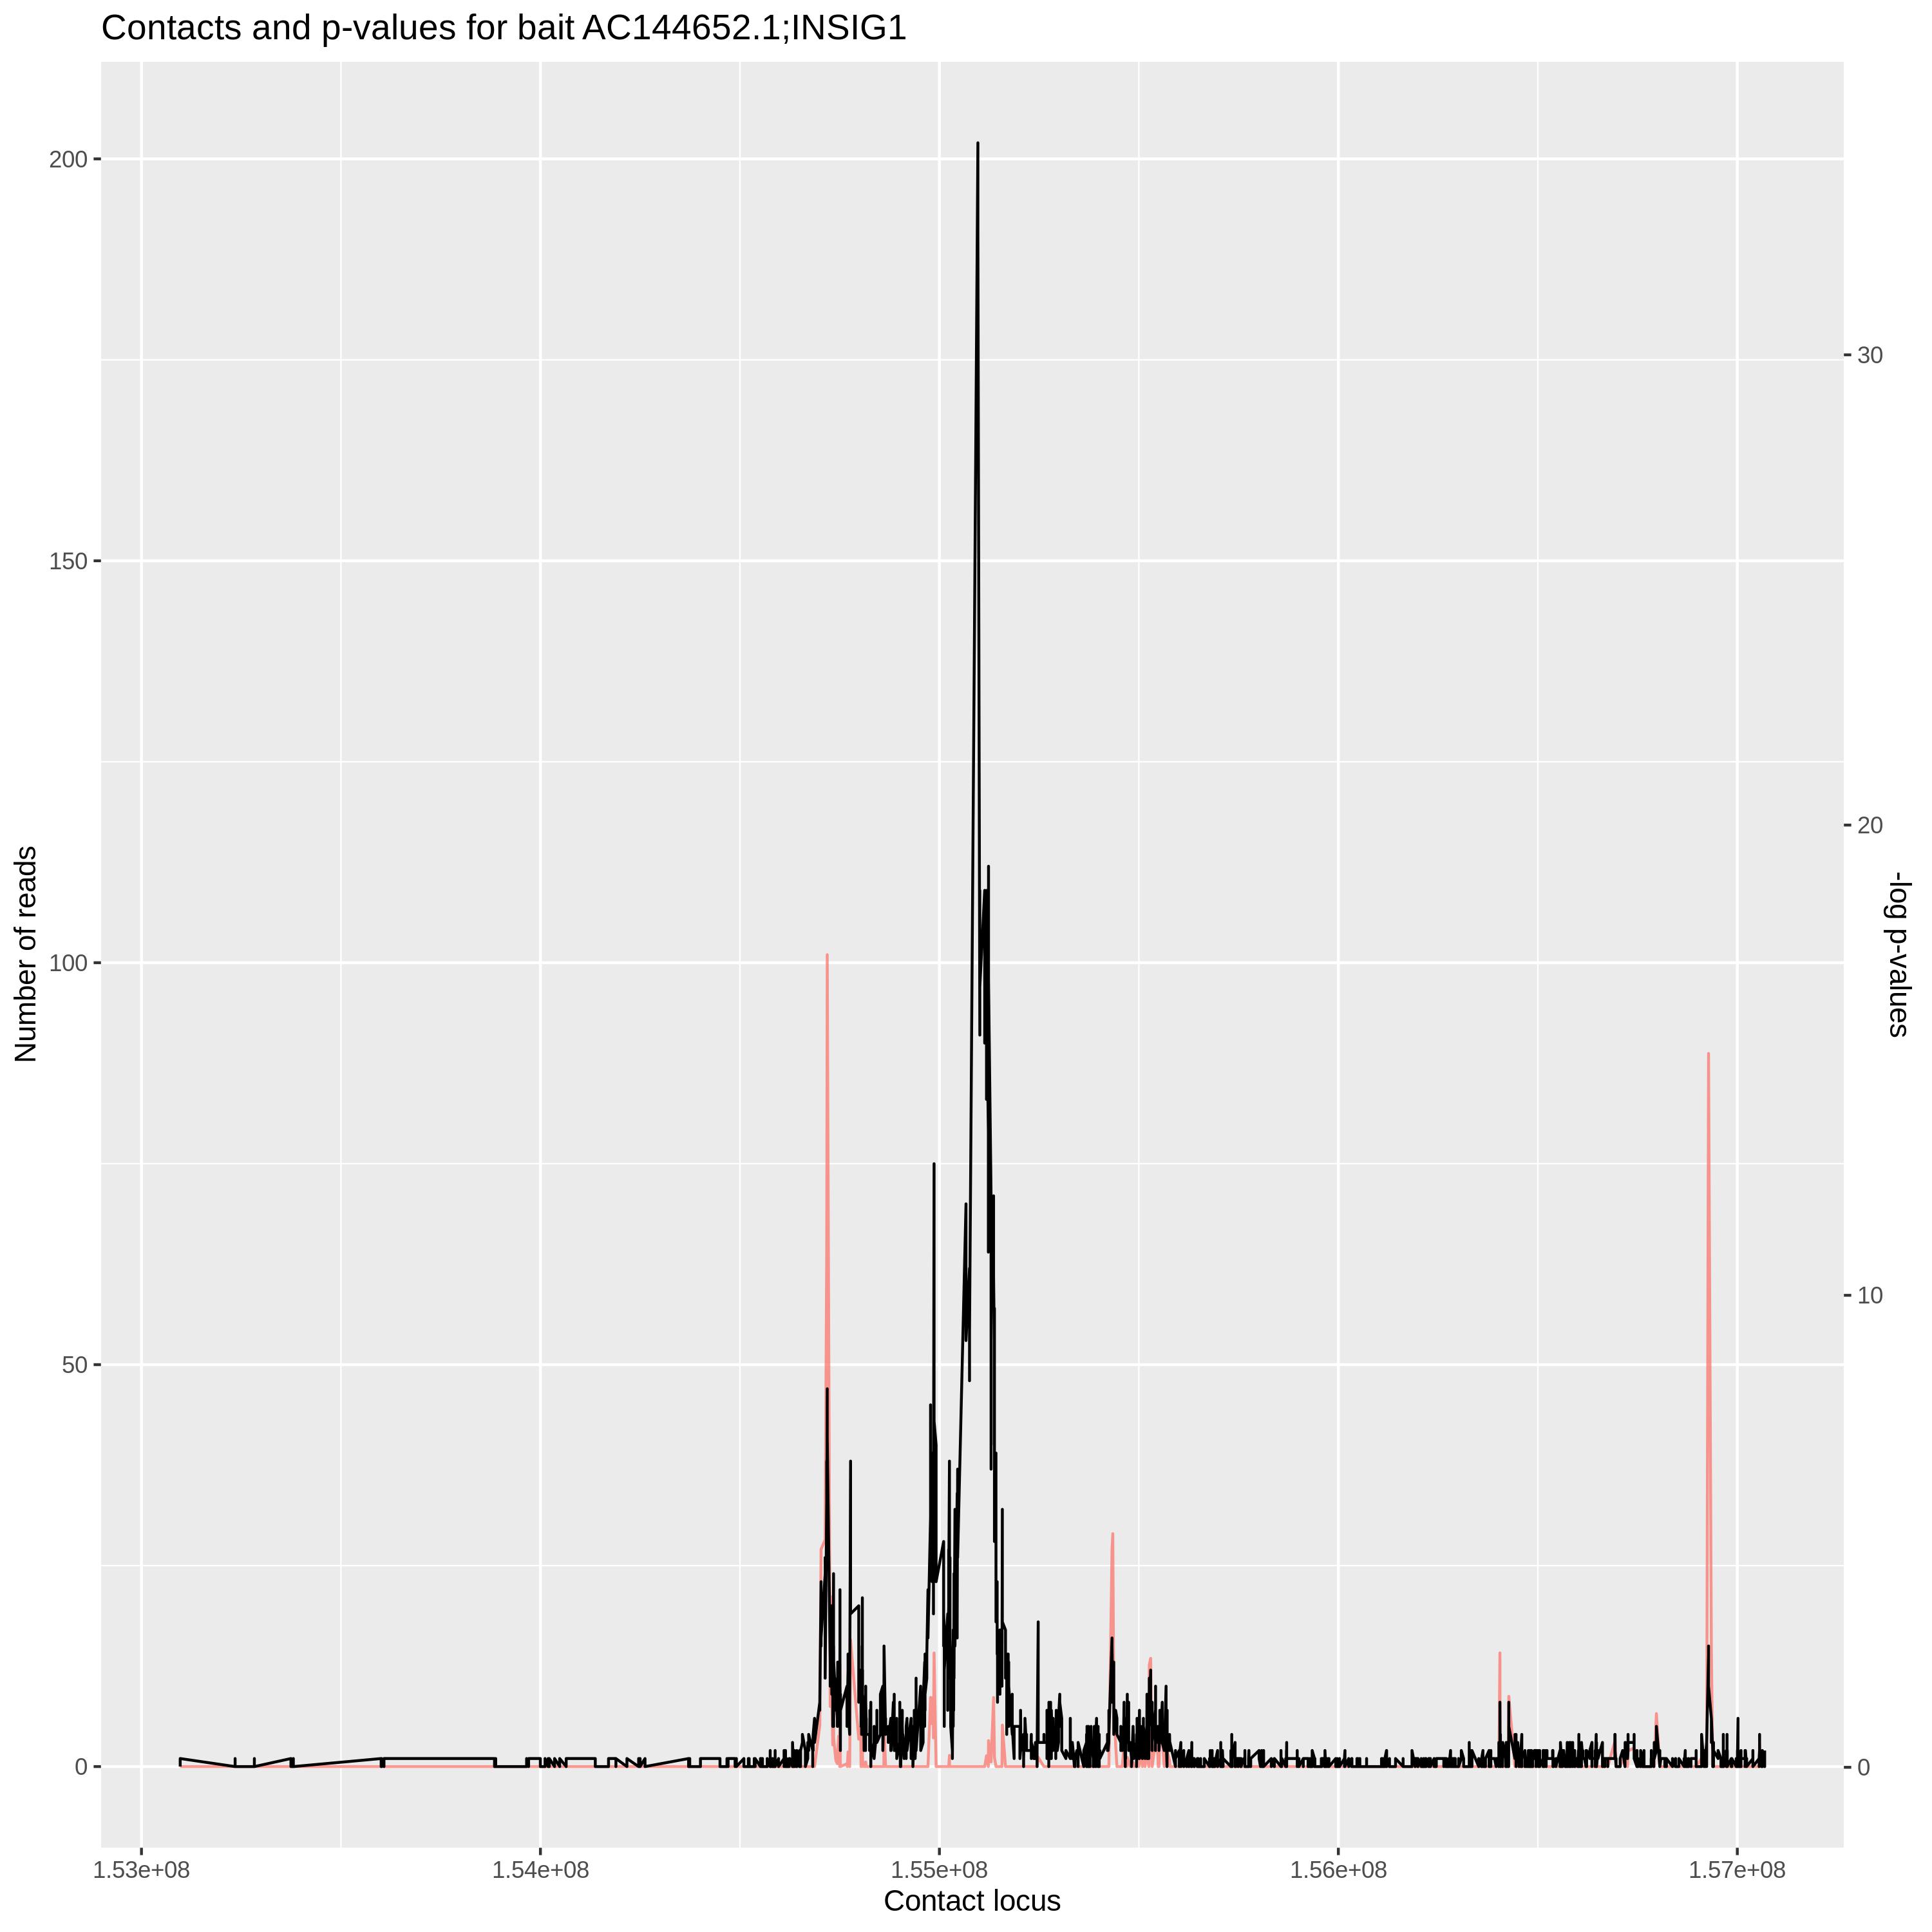 Contacts and p-values for bait AC144652.1;INSIG1
200
150
100
50
0
Number of reads
30
20
10
0
-log p-values
1.53e+08
1.54e+08
1.55e+08
1.56e+08
1.57e+08
Contact locus